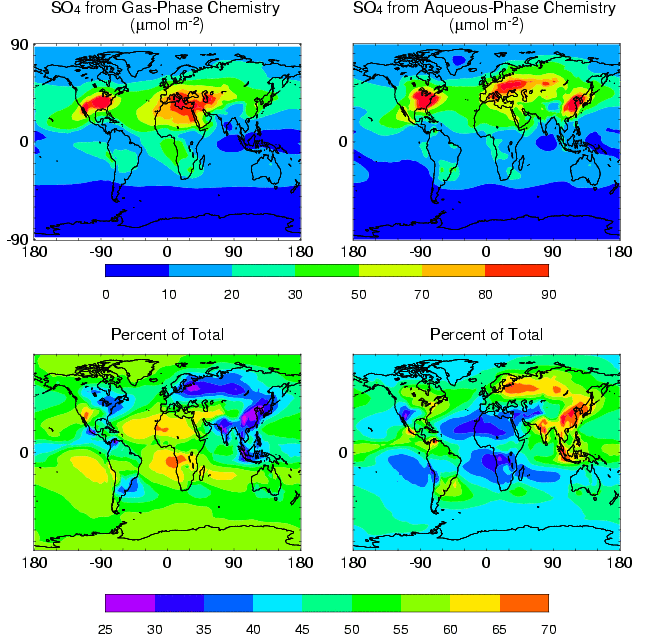 SO4 from Gas-Phase Chemistry
(μmol m-2)
SO4 from Aqueous-Phase Chemistry
(μmol m-2)
90
0
-90
180 -90 0 90 180
0
180 -90 0 90 180
0 10 20 30 50 70 80 90
Percent of Total
Percent of Total
0
180 -90 0 90 180
0
180 -90 0 90 180
25 30 35 40 45 50 55 65 60 65 70